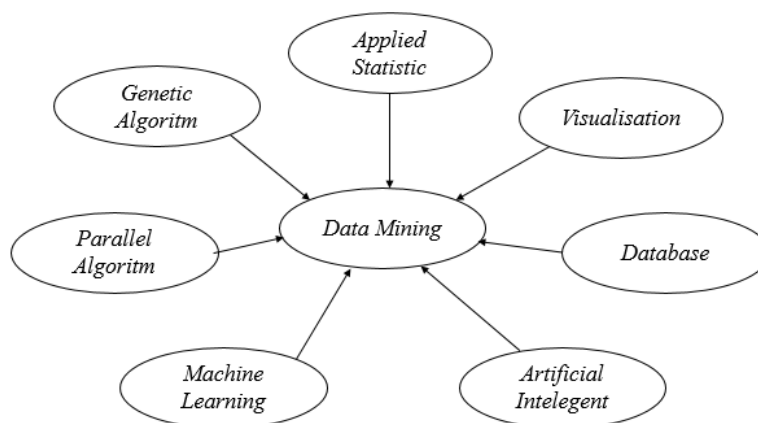 Applied
Statistic
Genetic
Algoritm
Visualisation
Data Mining
Parallel
Algoritm
Database
Machine
Learning
Artificial
Intelegent